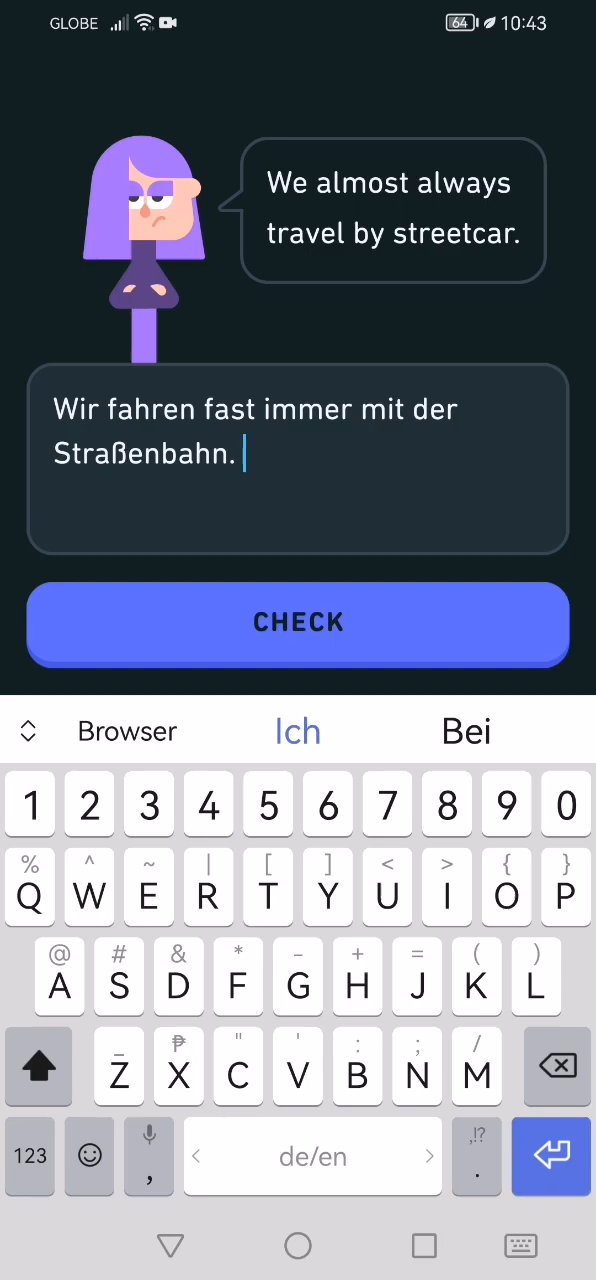 GLOBE 64 10:43
We almost always
travel by streetcar.
Wir fahren fast immer mit der
Straßenbahn.
CHECK
Browser Ich Bei
1 2 3 4 5 6 7 8 9 0
% ^ ~ | [ ] < > { }
Q W E R T Y U I O P
@ # & * - + = ( )
A S D F G H J K L
_ ₱ " ' : ; /
Z X C V B N M
,!?
123 , < de/en > .